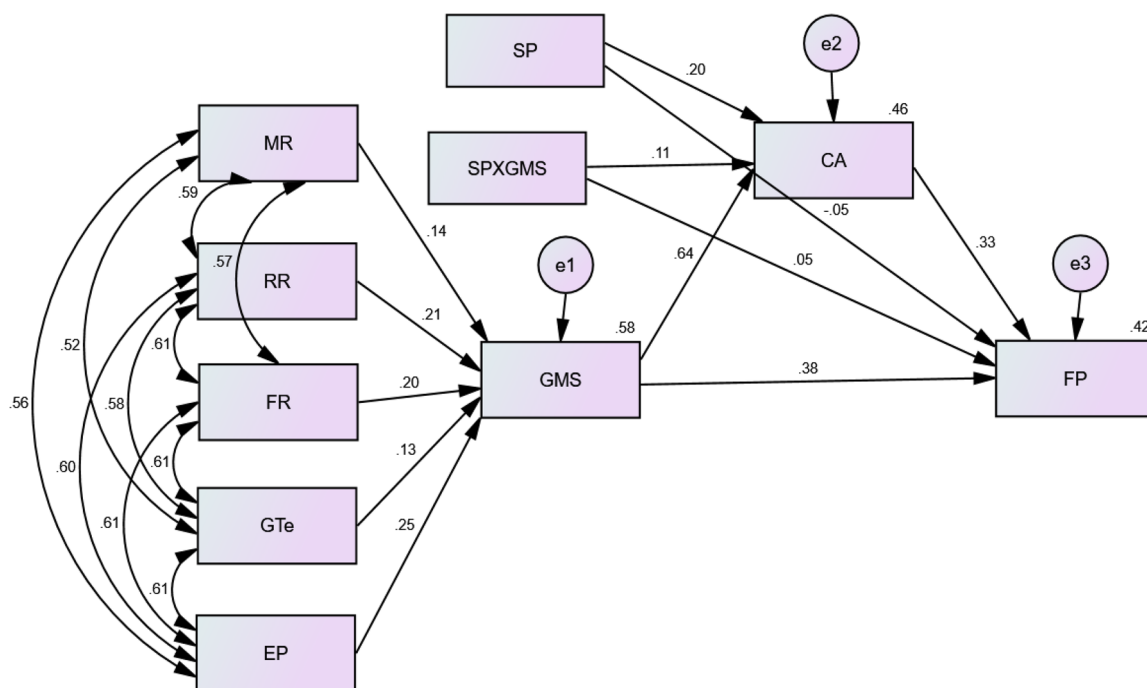 SP
e2
.20
.46
MR
SPXGMS
.11
CA
.59
-.05
.14
.64
.33
e1
e3
RR
.57
.05
.21
.58
.42
.61
.52
GMS
FP
.38
.20
FR
.56
.58
.13
.61
.60
.25
.61
GTe
.61
EP